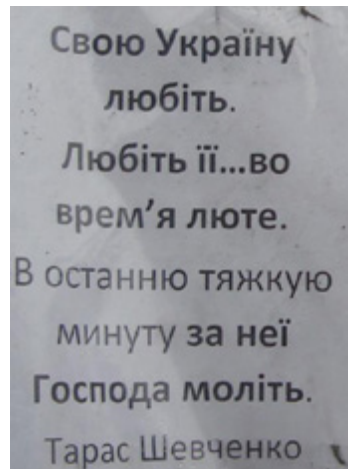 Свою Україну
любіть.
Любіть її...во
врем’я люте.
В останню тяжкую
минуту за неї
Господа моліть.
Тарас Шевченко